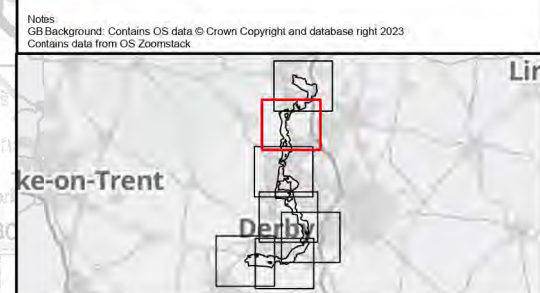 Notes
GB Background: Contains OS data © Crown Copyright and database right 2023
Contains data from OS Zoomstack
Lin
ke-on-Trent
Derby